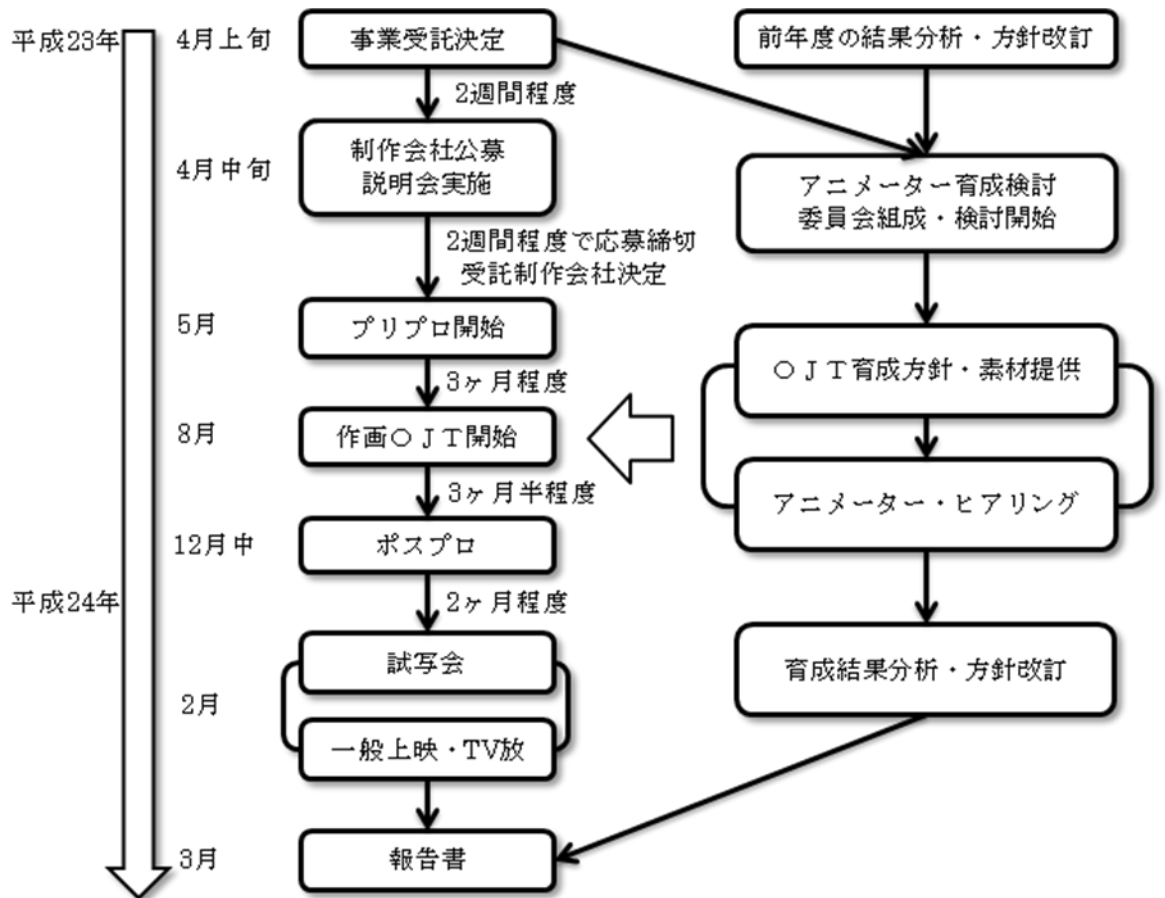 平成23年
4月上旬
事業受託決定
前年度の結果分析・方針改訂
2週間程度
4月中旬
制作会社公募
説明会実施
アニメーター育成検討
委員会組成・検討開始
2週間程度で応募締切
受託制作会社決定
5月
プリプロ開始
○JT育成方針・素材提供
3ヶ月程度
8月
作画○JT開始
3ヶ月半程度
アニメーター・ヒアリング
12月中
ポスプロ
平成24年
2ヶ月程度
試写会
育成結果分析・方針改訂
2月
一般上映・TV放
3月
報告書